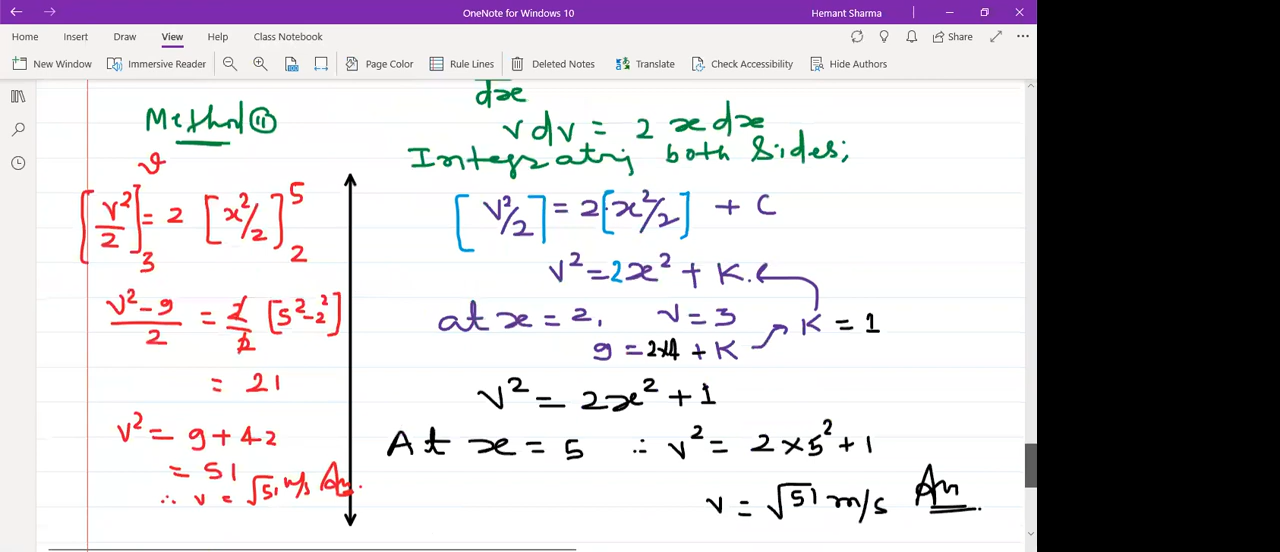 OneNote for Windows 10
Hemant Sharma
Home Insert Draw View Help Class Notebook
Share
New Window Immersive Reader Page Color Rule Lines Deleted Notes Translate Check Accessibility Hide Authors
Method (II)
[v²/2]₃ᵛ = 2 [x²/2]₂⁵
(v² - 9)/2 = 2/2 [5² - 2²]
= 21
v² = 9 + 42
= 51
∴ v = √51 m/s Ans.
dx
v dv = 2 x dx
Integrating both Sides;
[v²/2] = 2[x²/2] + C
v² = 2x² + K.
at x = 2, v = 3 K = 1
9 = 2×4 + K
v² = 2x² + 1
At x = 5 ∴ v² = 2 × 5² + 1
v = √51 m/s Ans